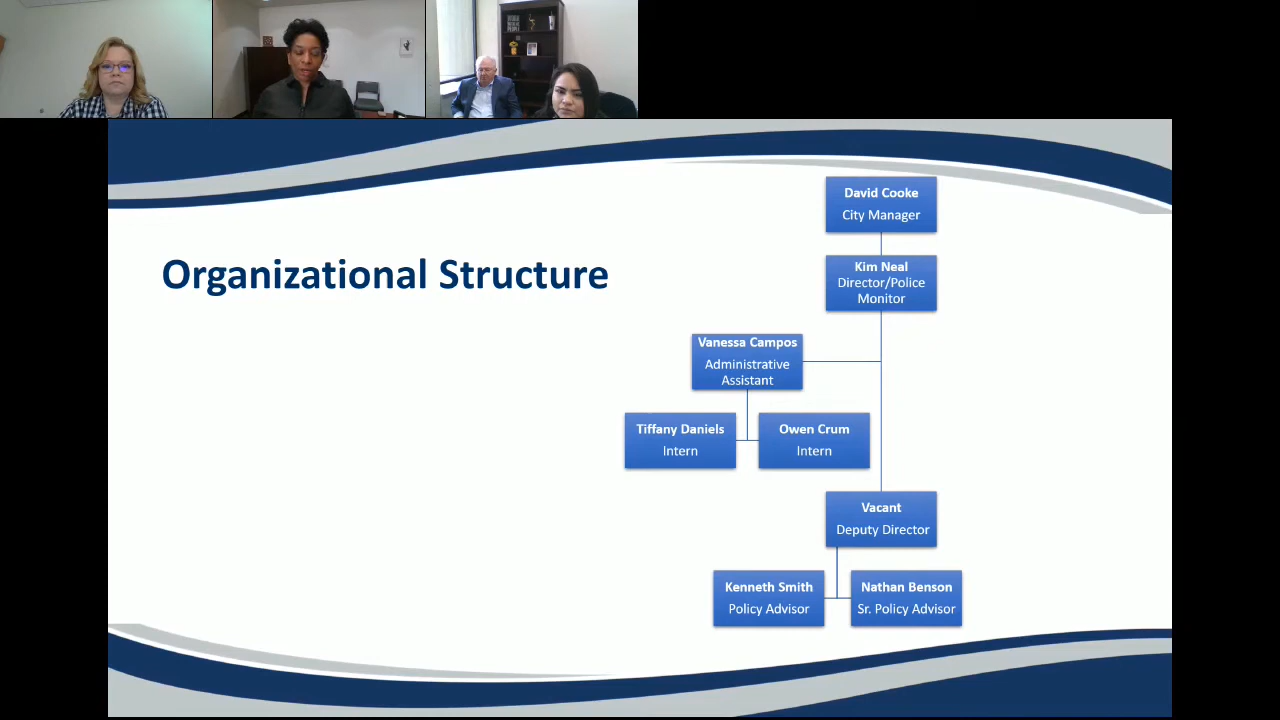 Organizational Structure
David Cooke
City Manager
Kim Neal
Director/Police
Monitor
Vanessa Campos
Administrative
Assistant
Tiffany Daniels
Intern
Owen Crum
Intern
Vacant
Deputy Director
Kenneth Smith
Policy Advisor
Nathan Benson
Sr. Policy Advisor